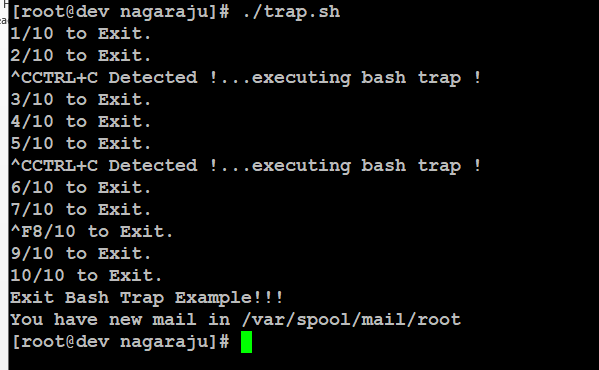 [root@dev nagaraju]# ./trap.sh
1/10 to Exit.
2/10 to Exit.
^CCTRL+C Detected !...executing bash trap !
3/10 to Exit.
4/10 to Exit.
5/10 to Exit.
^CCTRL+C Detected !...executing bash trap !
6/10 to Exit.
7/10 to Exit.
^F8/10 to Exit.
9/10 to Exit.
10/10 to Exit.
Exit Bash Trap Example!!!
You have new mail in /var/spool/mail/root
[root@dev nagaraju]#